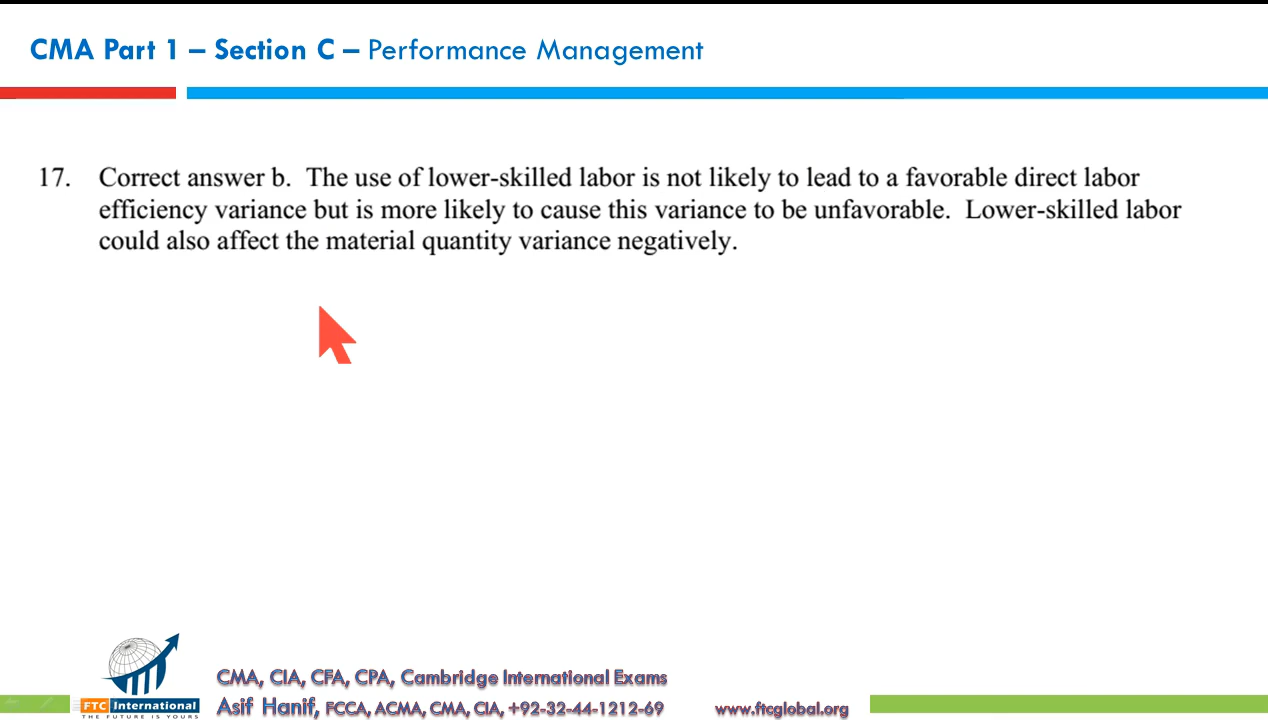 CMA Part 1 – Section C – Performance Management
17. Correct answer b. The use of lower-skilled labor is not likely to lead to a favorable direct labor
efficiency variance but is more likely to cause this variance to be unfavorable. Lower-skilled labor
could also affect the material quantity variance negatively.
CMA, CIA, CFA, CPA, Cambridge International Exams
FTC International
THE FUTURE IS YOURS
Asif Hanif, FCCA, ACMA, CMA, CIA, +92-32-44-1212-69 www.ftcglobal.org